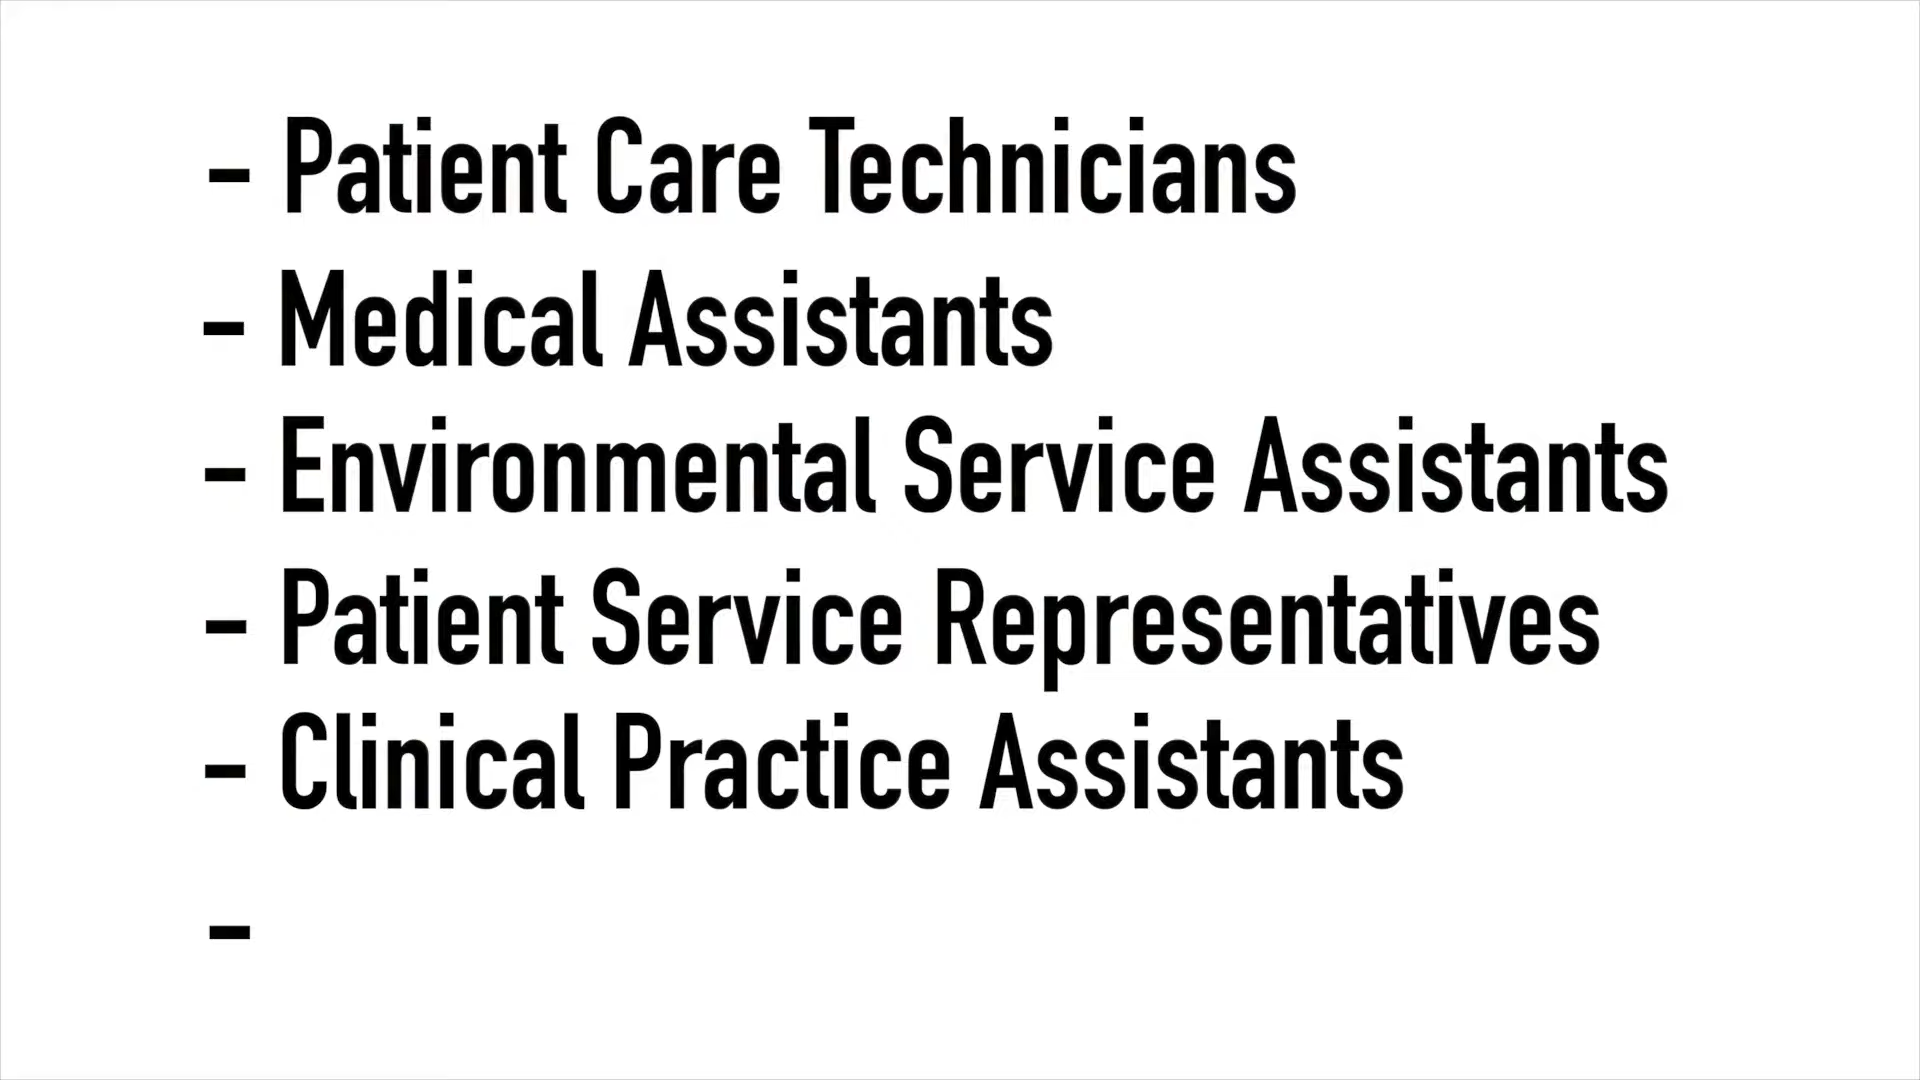 - Patient Care Technicians
- Medical Assistants
- Environmental Service Assistants
- Patient Service Representatives
- Clinical Practice Assistants
-